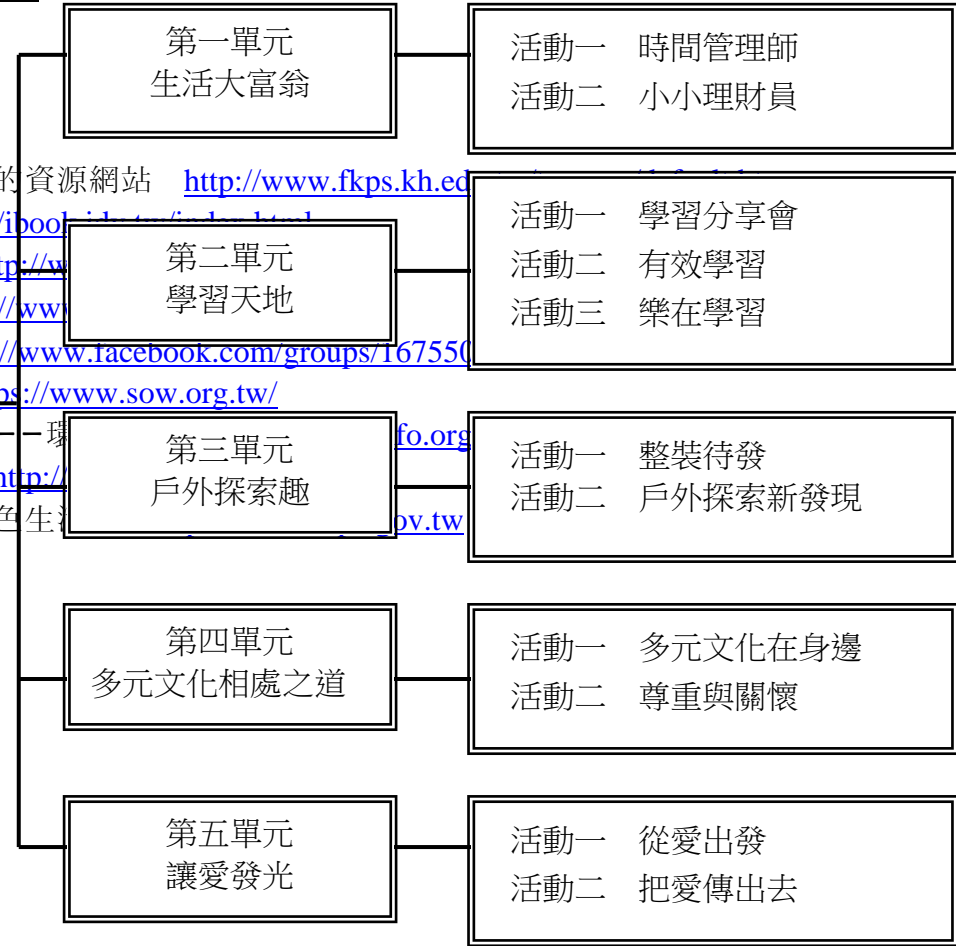 第一單元
生活大富翁
活動一 時間管理師
活動二 小小理財員
的資源網站 http://www.fkps.kh.ed
第二單元
學習天地
活動一 學習分享會
活動二 有效學習
活動三 樂在學習
//www.facebook.com/groups/167550
ps://www.sow.org.tw/
第三單元
戶外探索趣
fo.org
http://
色生
ov.tw
活動一 整裝待發
活動二 戶外探索新發現
第四單元
多元文化相處之道
活動一 多元文化在身邊
活動二 尊重與關懷
第五單元
讓愛發光
活動一 從愛出發
活動二 把愛傳出去